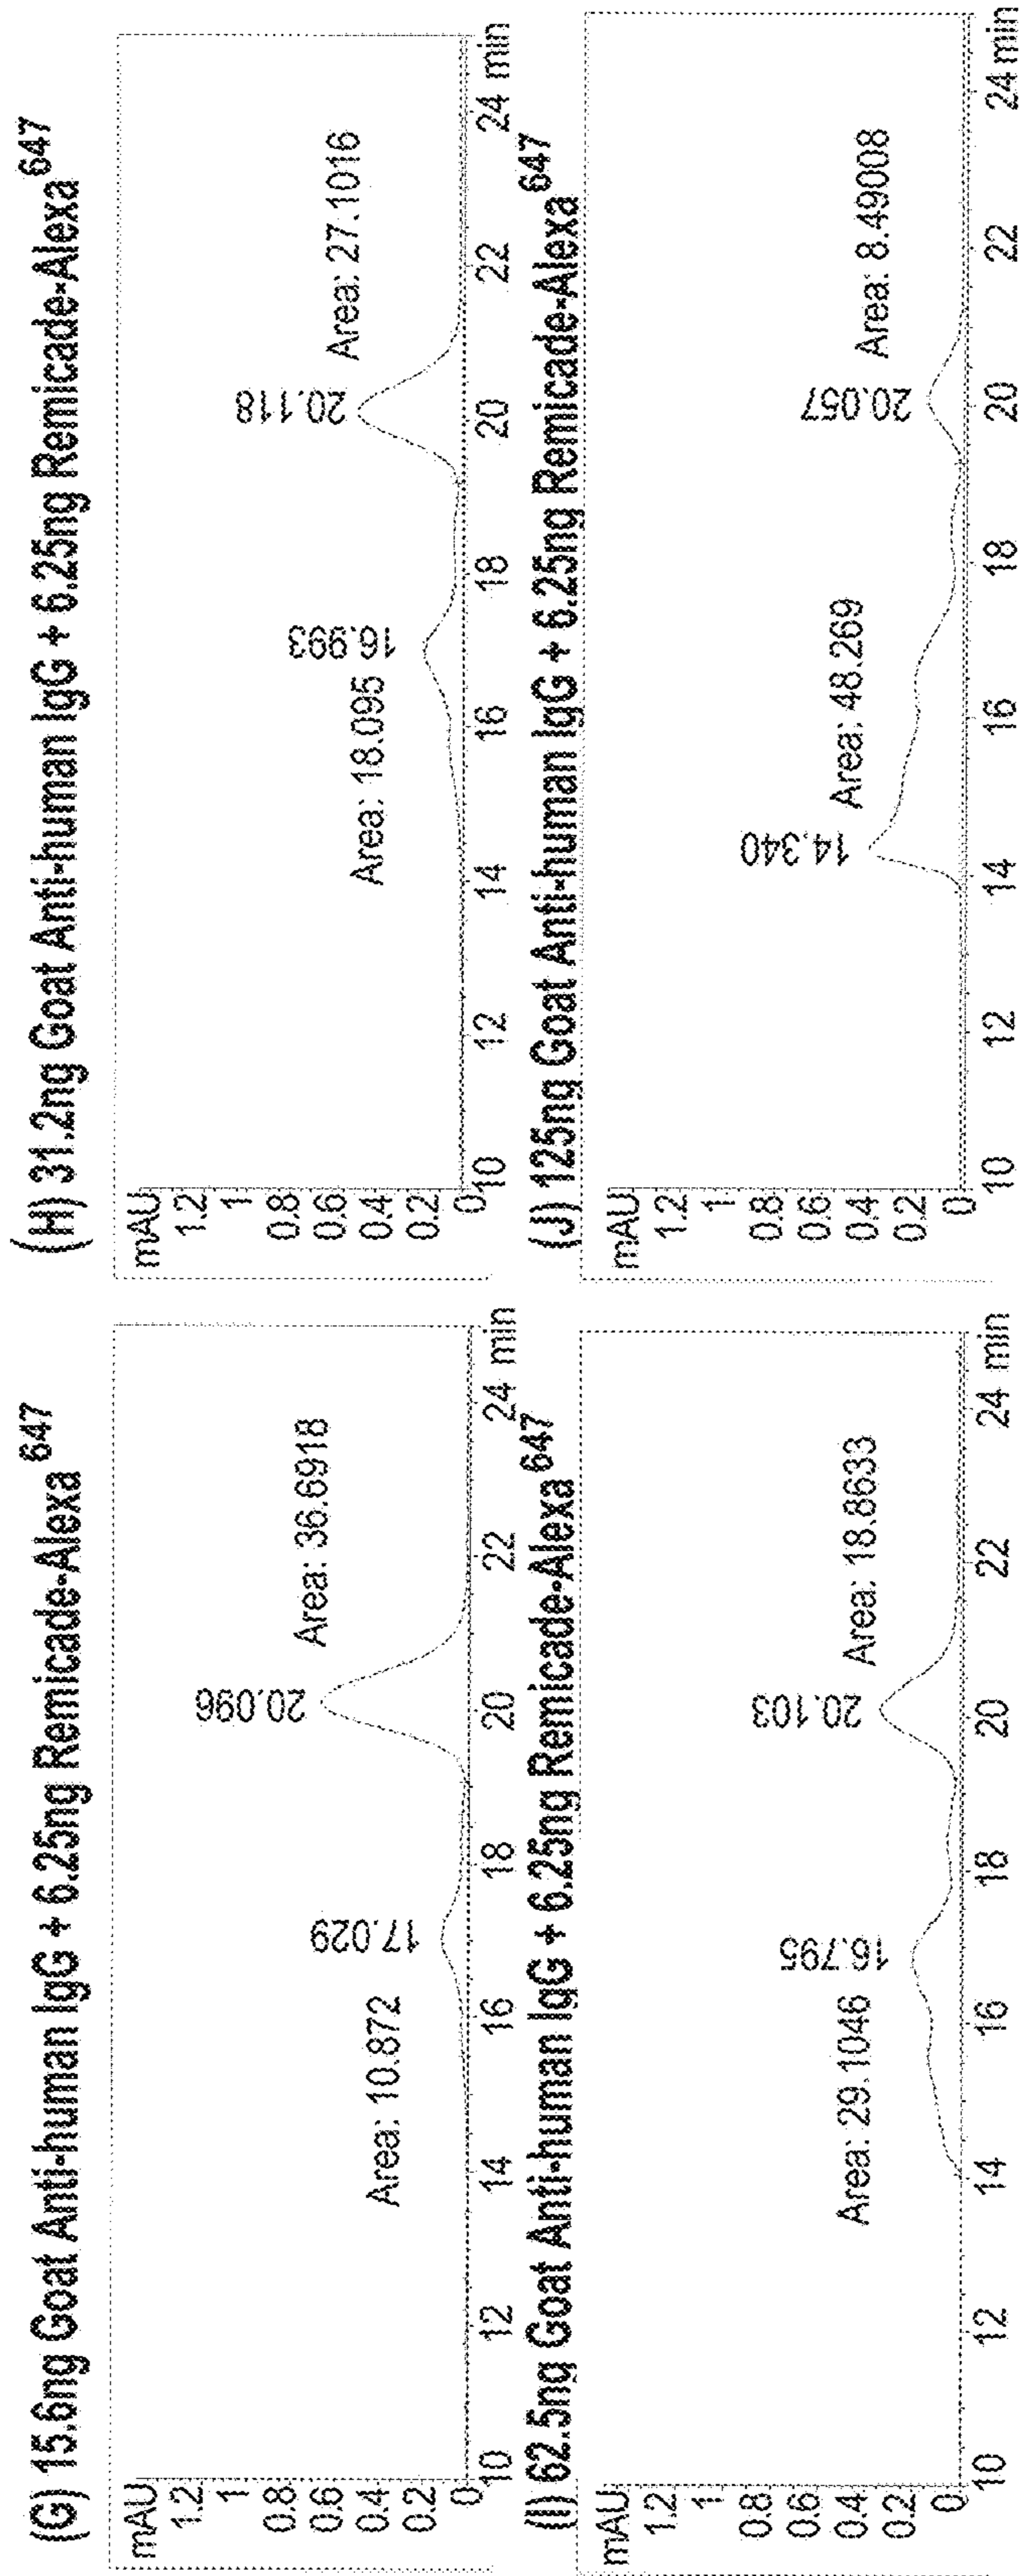 (G) 15.6ng Goat Anti-human IgG + 6.25ng Remicade-Alexa647
mAU
1.2
1
0.8
0.6
0.4
0.2
0
Area: 10.872
17.029
20.096
Area: 36.6918
10 12 14 16 18 20 22 24 min
(H) 31.2ng Goat Anti-human IgG + 6.25ng Remicade-Alexa647
mAU
1.2
1
0.8
0.6
0.4
0.2
0
Area: 18.095
16.993
20.118
Area: 27.1016
10 12 14 16 18 20 22 24 min
(I) 62.5ng Goat Anti-human IgG + 6.25ng Remicade-Alexa647
mAU
1.2
1
0.8
0.6
0.4
0.2
0
Area: 29.1046
16.795
20.103
Area: 18.8633
10 12 14 16 18 20 22 24 min
(J) 125ng Goat Anti-human IgG + 6.25ng Remicade-Alexa647
mAU
1.2
1
0.8
0.6
0.4
0.2
0
14.340
Area: 48.269
20.057
Area: 8.49008
10 12 14 16 18 20 22 24 min